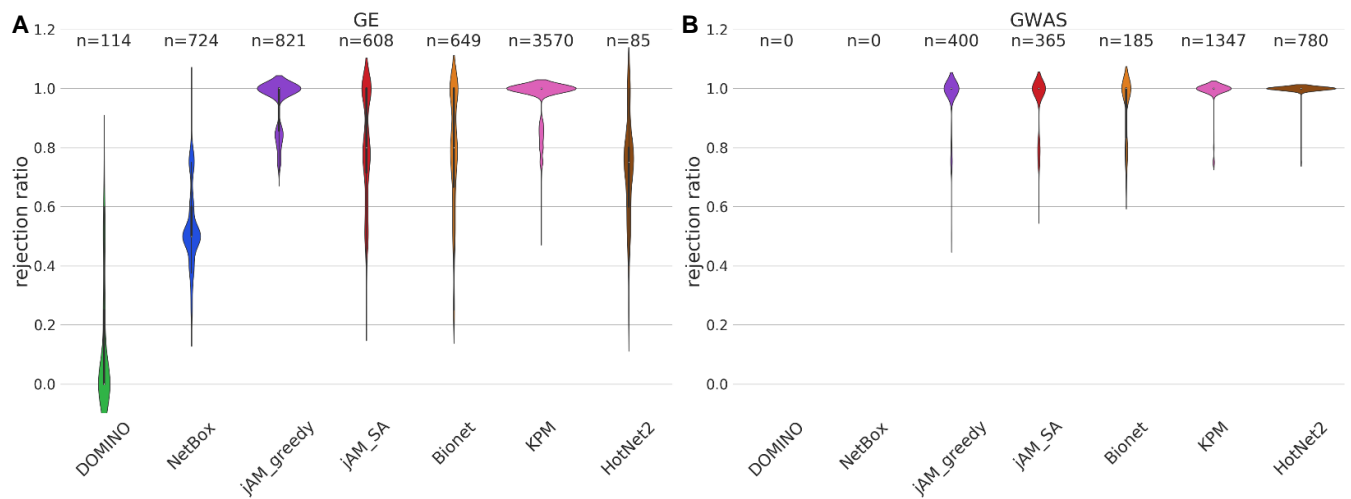 A
GE
n=114 n=724 n=821 n=608 n=649 n=3570 n=85
rejection ratio
1.2
1.0
0.8
0.6
0.4
0.2
0.0
DOMINO NetBox jAM_greedy jAM_SA Bionet KPM HotNet2
B
GWAS
n=0 n=0 n=400 n=365 n=185 n=1347 n=780
rejection ratio
1.2
1.0
0.8
0.6
0.4
0.2
0.0
DOMINO NetBox jAM_greedy jAM_SA Bionet KPM HotNet2